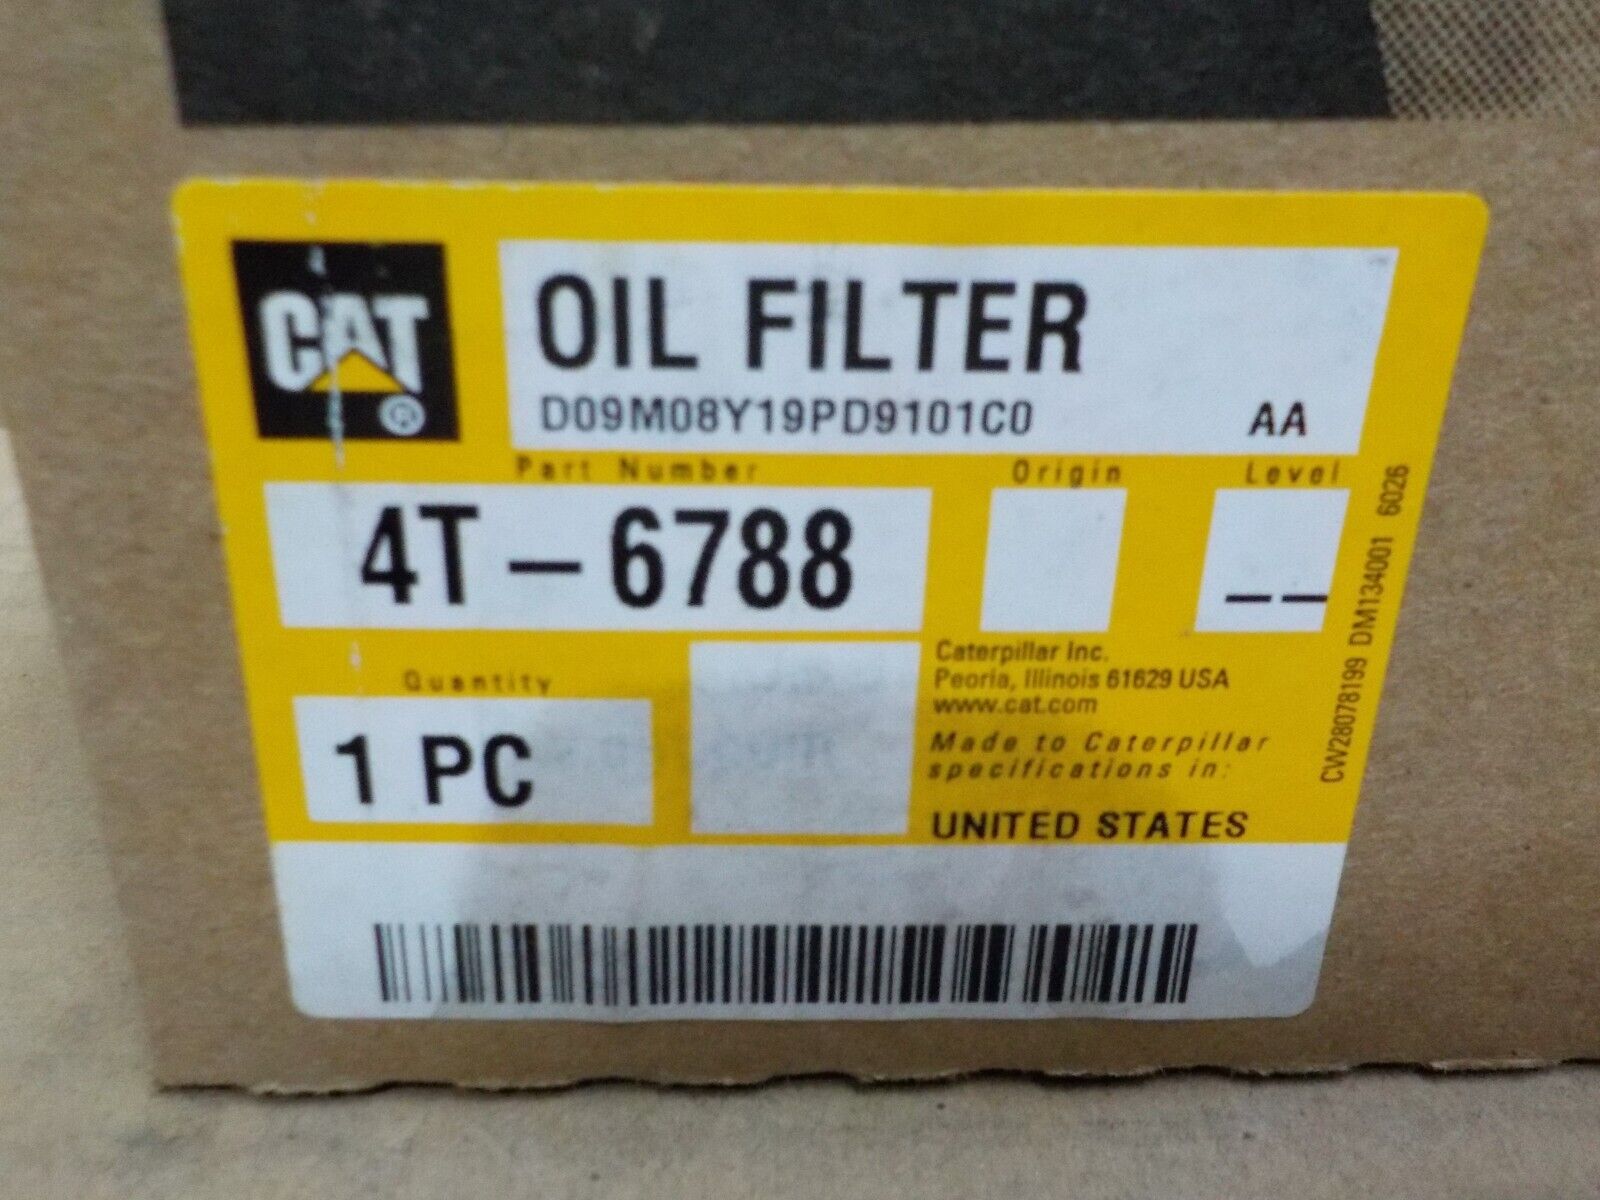 CAT ®
OIL FILTER
D09M08Y19PD9101C0 AA
Part Number Origin Level
4T-6788 --
Quantity
1 PC
Caterpillar Inc.
Peoria, Illinois 61629 USA
www.cat.com
Made to Caterpillar
specifications in:
UNITED STATES
CW28078199 DM134001 6026